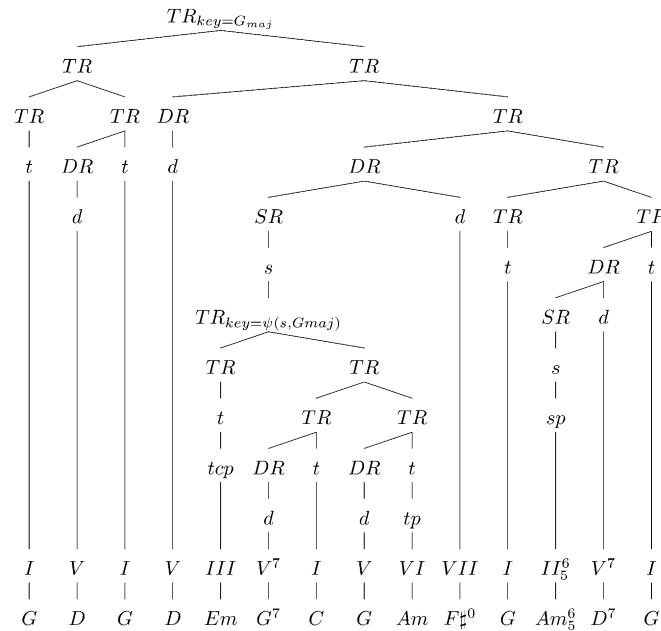 TR_{key=G_{maj}}
TR TR
TR TR DR TR
t DR t d DR TR
d SR d TR TR
s t DR t
TR_{key=ψ(s,Gmaj)} SR d
TR TR s
t TR TR sp
tcp DR t DR t
d d tp
I V I V III V^7 I V VI VII I II^6_5 V^7 I
G D G D Em G^7 C G Am F^{♯0}_♯ G Am^6_5 D^7 G